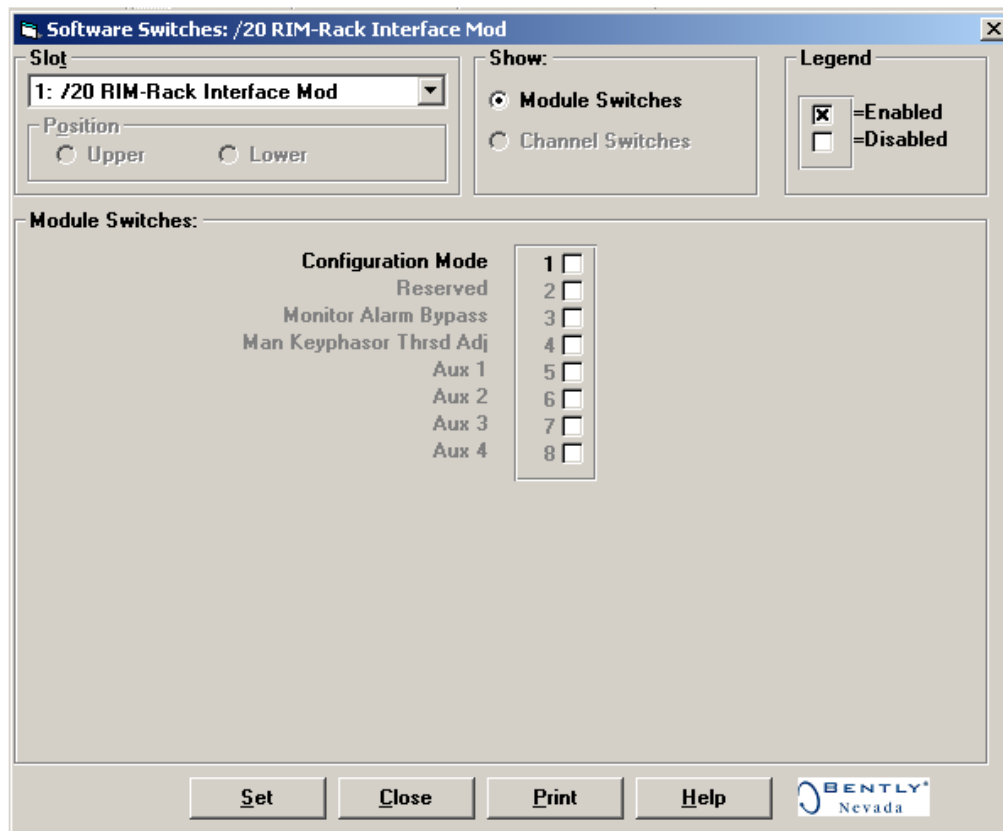 Software Switches: /20 RIM-Rack Interface Mod
Slot
1: /20 RIM-Rack Interface Mod
Position
Upper
Lower
Show:
Module Switches
Channel Switches
Legend
=Enabled
=Disabled
Module Switches:
Configuration Mode 1
Reserved 2
Monitor Alarm Bypass 3
Man Keyphasor Thrsd Adj 4
Aux 1 5
Aux 2 6
Aux 3 7
Aux 4 8
Set
Close
Print
Help
BENTLY
Nevada